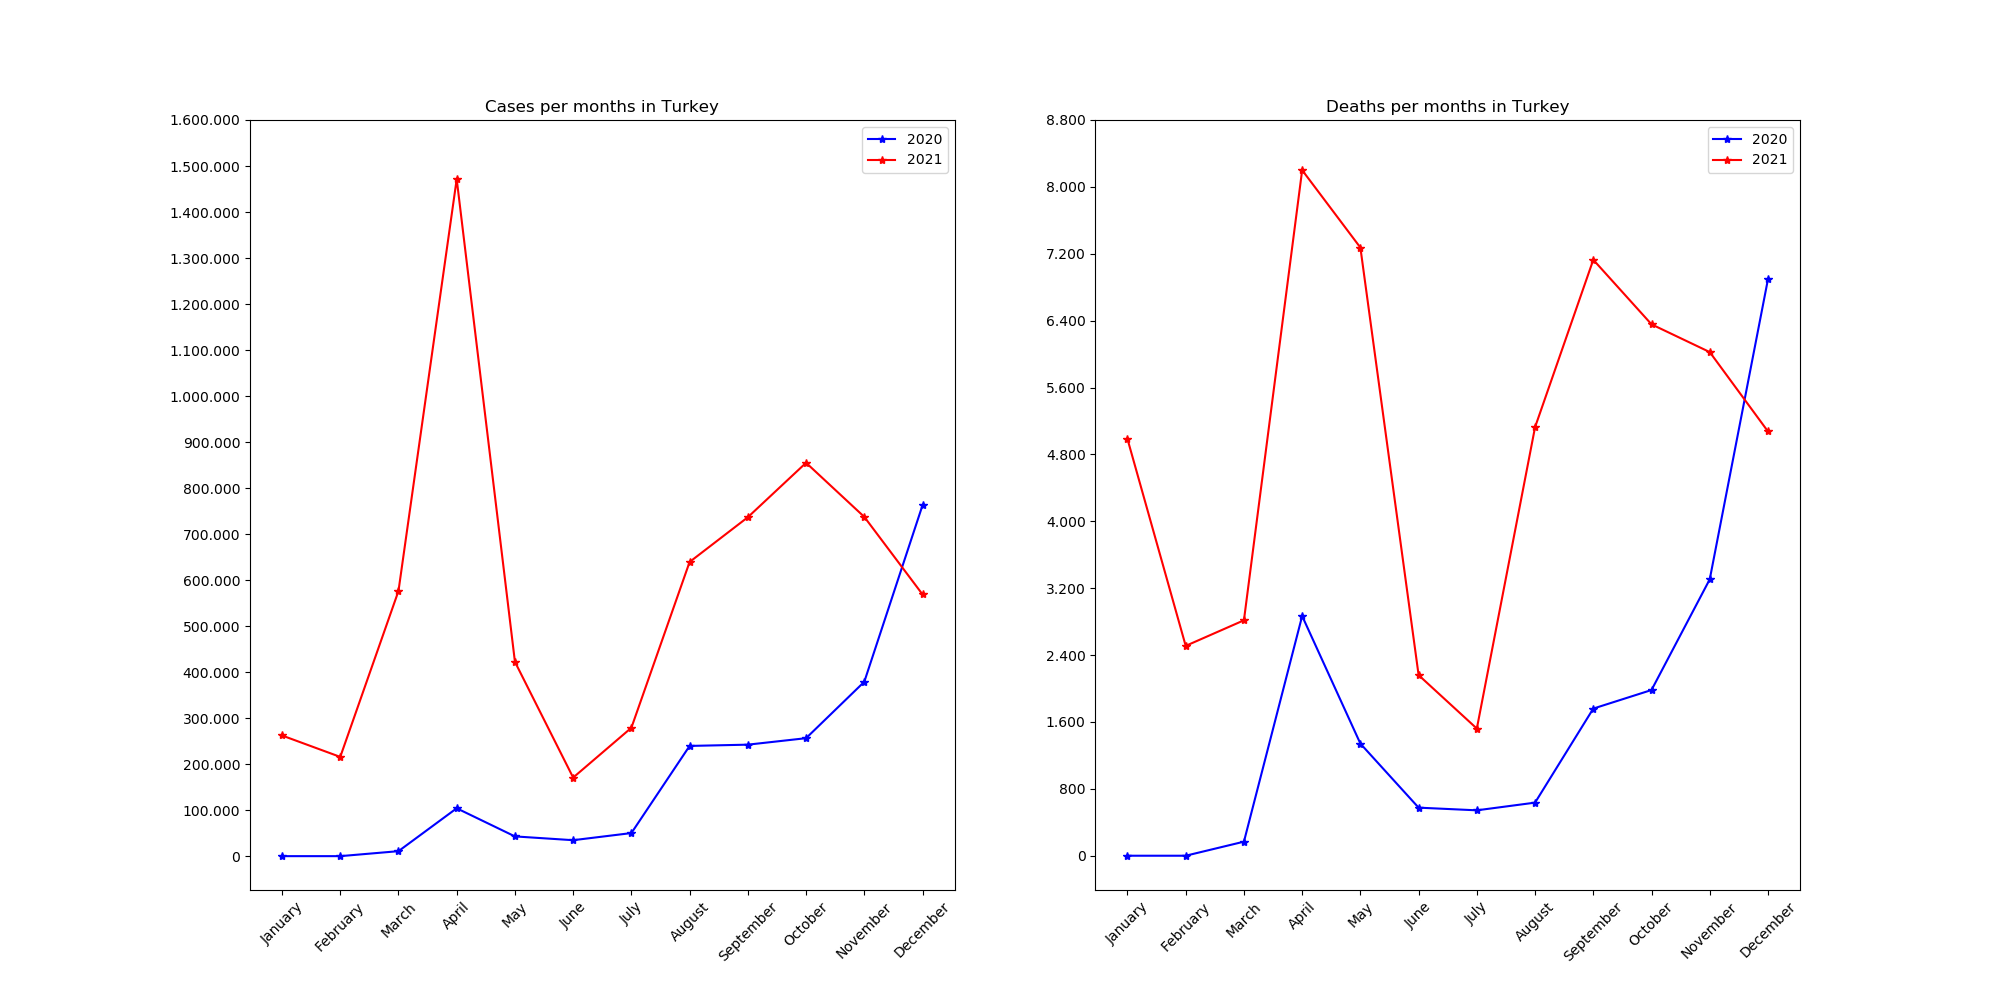 Cases per months in Turkey
1.600.000
1.500.000
1.400.000
1.300.000
1.200.000
1.100.000
1.000.000
900.000
800.000
700.000
600.000
500.000
400.000
300.000
200.000
100.000
0
2020
2021
January
February
March
April
May
June
July
August
September
October
November
December
Deaths per months in Turkey
8.800
8.000
7.200
6.400
5.600
4.800
4.000
3.200
2.400
1.600
800
0
2020
2021
January
February
March
April
May
June
July
August
September
October
November
December